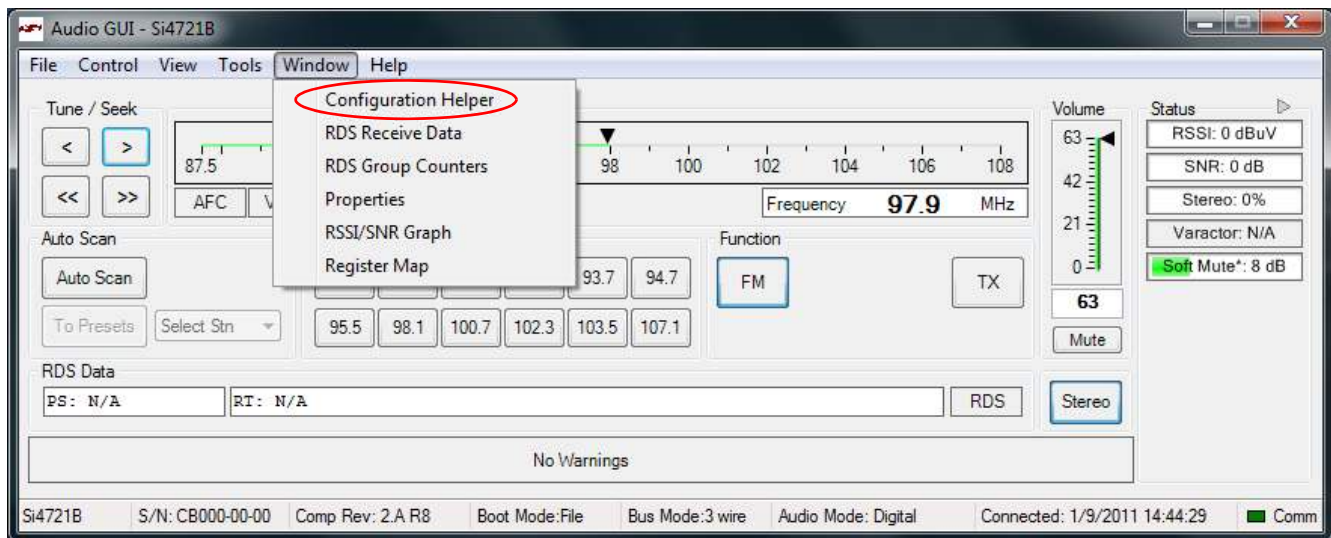 Audio GUI - Si4721B
File Control View Tools Window Help
Configuration Helper
RDS Receive Data
RDS Group Counters
Properties
RSSI/SNR Graph
Register Map
Tune / Seek
< >
<< >>
87.5 98 100 102 104 106 108
AFC
Frequency 97.9 MHz
Auto Scan
Auto Scan
To Presets Select Stn
93.7 94.7
95.5 98.1 100.7 102.3 103.5 107.1
Function
FM TX
Volume
63
42
21
0
63
Mute
Status
RSSI: 0 dBuV
SNR: 0 dB
Stereo: 0%
Varactor: N/A
Soft Mute*: 8 dB
RDS Data
PS: N/A RT: N/A RDS
Stereo
No Warnings
Si4721B S/N: CB000-00-00 Comp Rev: 2.A R8 Boot Mode:File Bus Mode:3 wire Audio Mode: Digital Connected: 1/9/2011 14:44:29 Comm